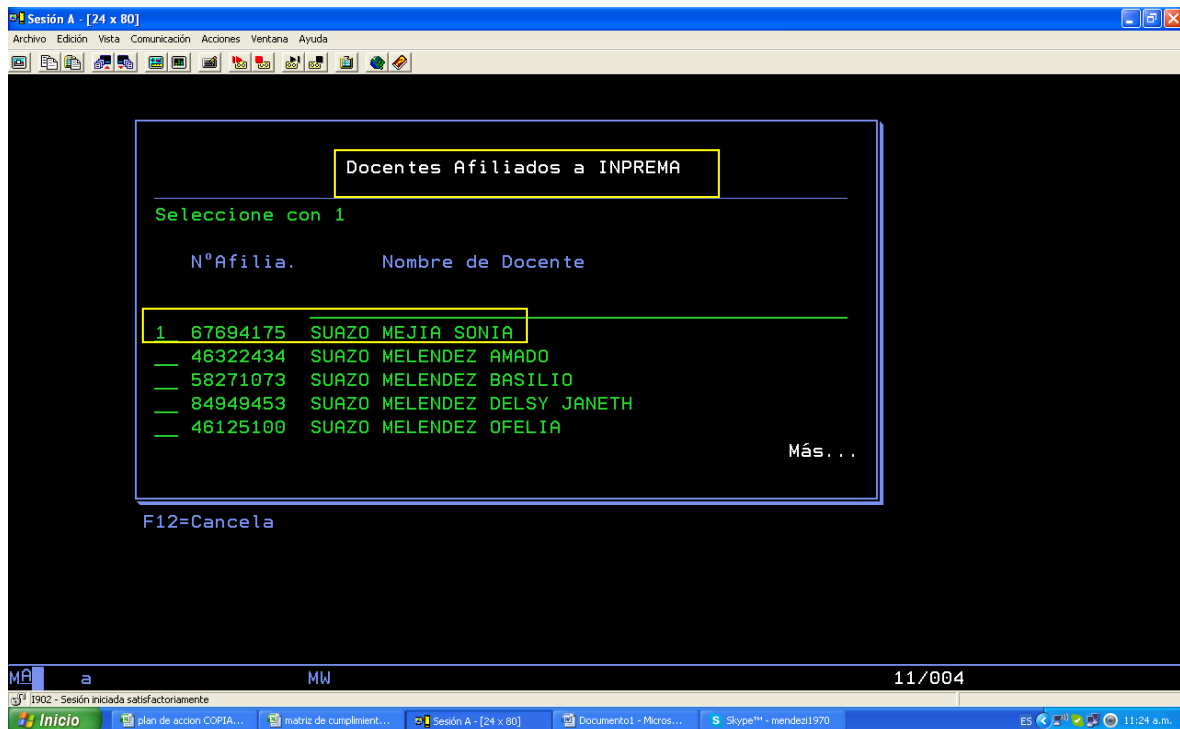 Sesión A - [24 x 80]
Archivo Edición Vista Comunicación Acciones Ventana Ayuda
Docentes Afiliados a INPREMA
Seleccione con 1
NºAfilia. Nombre de Docente
1 67694175 SUAZO MEJIA SONIA
46322434 SUAZO MELENDEZ AMADO
58271073 SUAZO MELENDEZ BASILIO
84949453 SUAZO MELENDEZ DELSY JANETH
46125100 SUAZO MELENDEZ OFELIA
Más...
F12=Cancela
MA a MW 11/004
I902 - Sesión iniciada satisfactoriamente
Inicio plan de accion COPIA... matriz de cumplimient... Sesión A - [24 x 80] Documento1 - Micros... Skype™ - mendezi1970 ES 11:24 a.m.